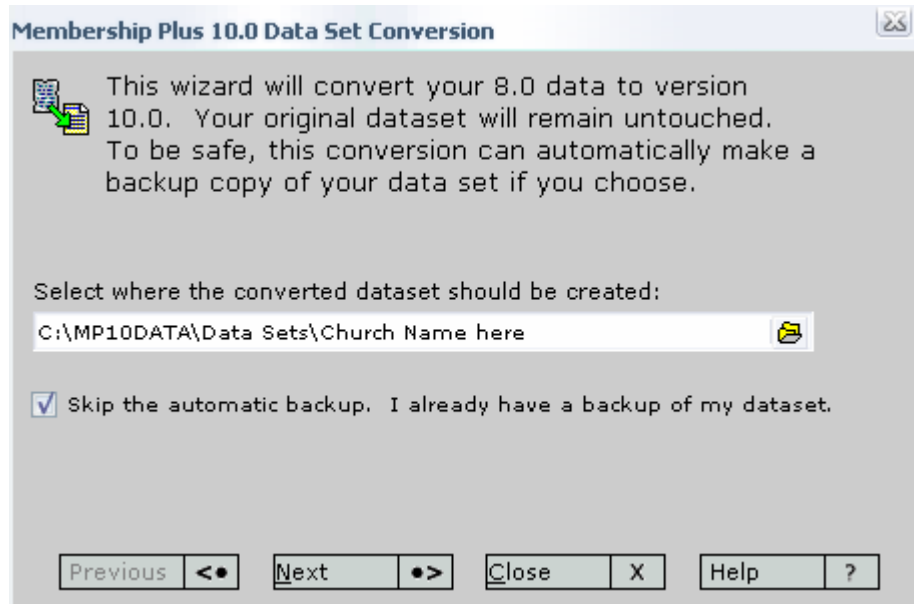 Membership Plus 10.0 Data Set Conversion
This wizard will convert your 8.0 data to version
10.0.  Your original dataset will remain untouched.
To be safe, this conversion can automatically make a
backup copy of your data set if you choose.
Select where the converted dataset should be created:
C:\MP10DATA\Data Sets\Church Name here
Skip the automatic backup.  I already have a backup of my dataset.
Previous <• Next •> Close X Help ?